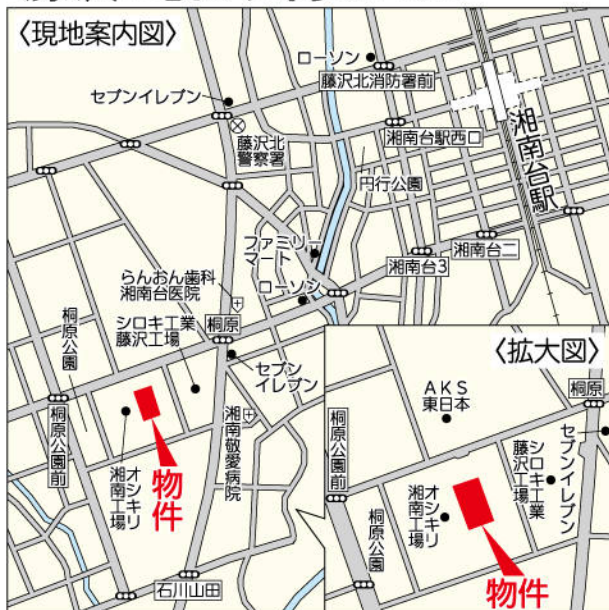 〈現地案内図〉
ローソン
藤沢北消防署前
セブンイレブン
藤沢北
警察署
湘南台駅西口
湘南台駅
円行公園
ファミリー
マート
湘南台二
湘南台3
らんおん歯科
湘南台医院
ローソン
桐原
シロキ工業
藤沢工場
桐原公園
セブン
イレブン
桐原公園前
オシキリ
湘南工場
物件
湘南敬愛病院
石川山田
〈拡大図〉
AKS
東日本
桐原
桐原公園前
セブンイレブン
シロキ工業
藤沢工場
オシキリ
湘南工場
桐原公園
物件